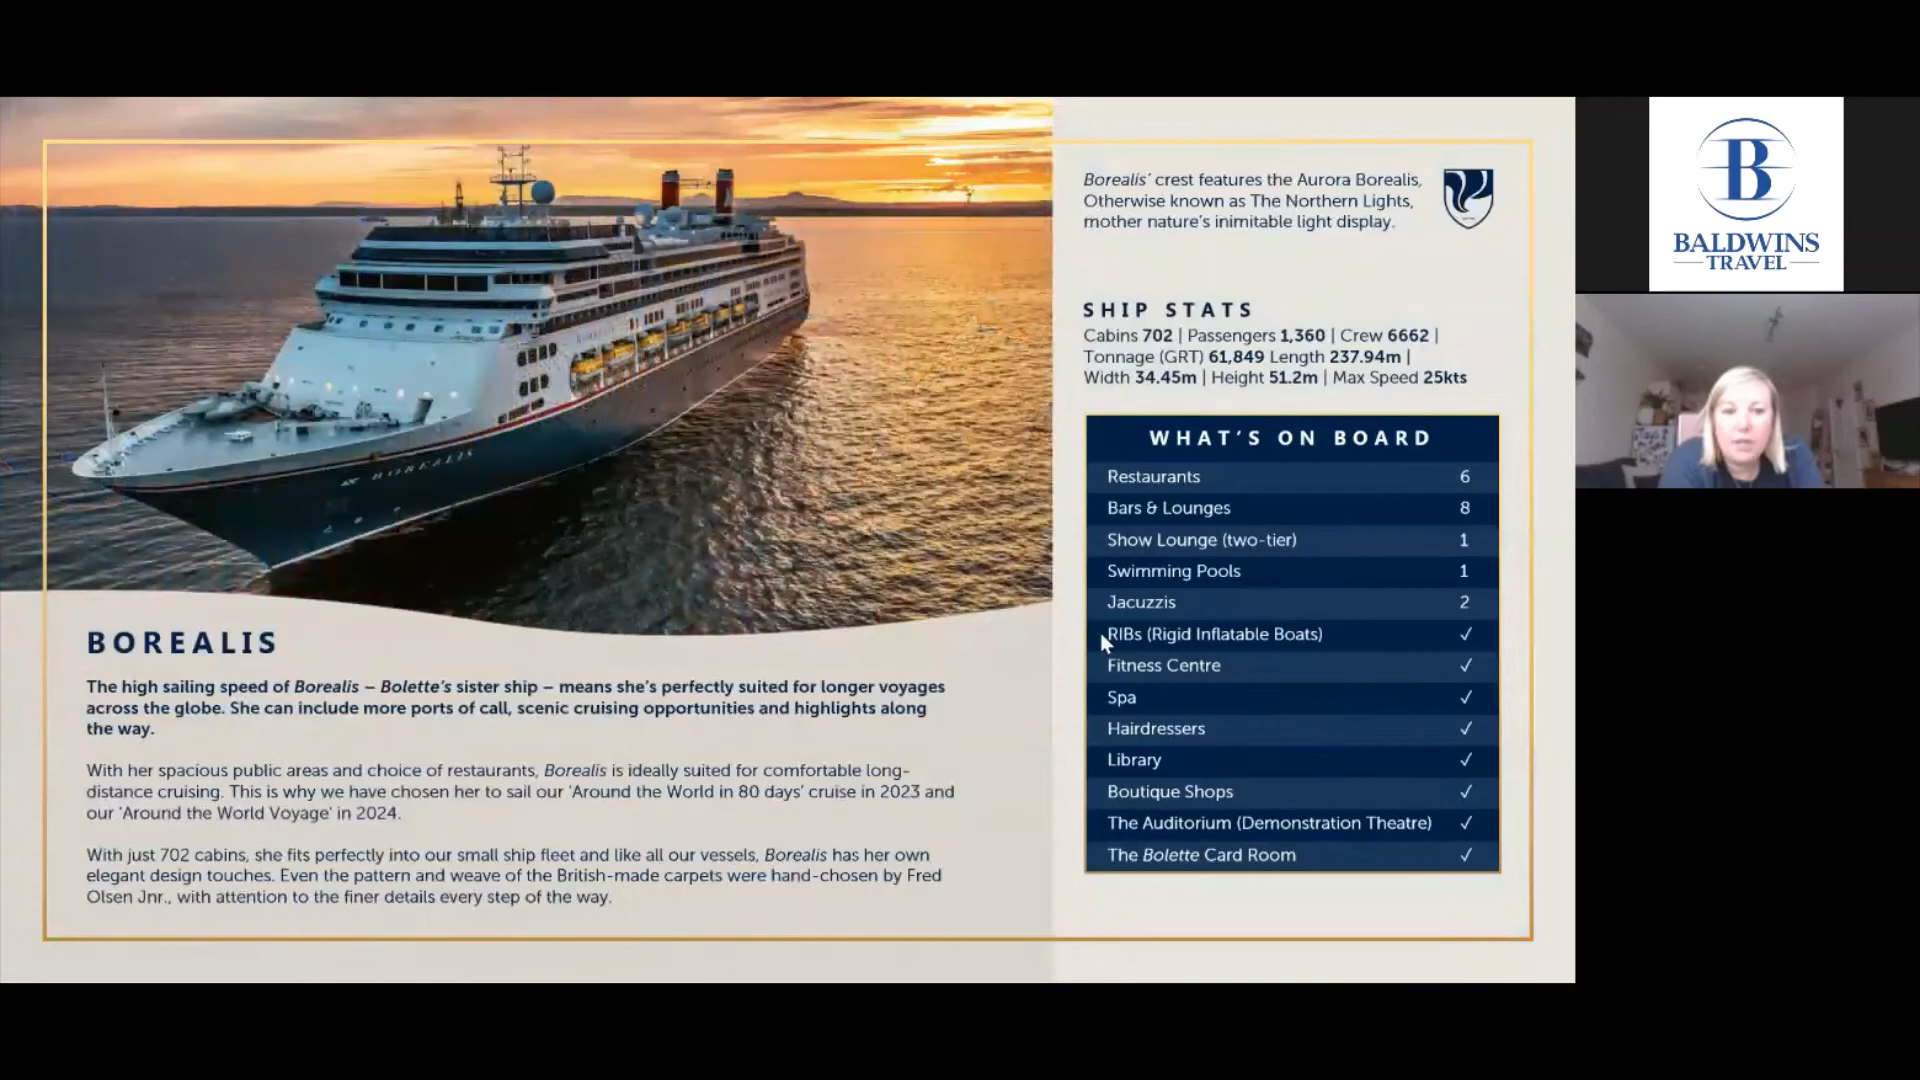 BOREALIS
BOREALIS
The high sailing speed of Borealis – Bolette's sister ship – means she's perfectly suited for longer voyages
across the globe. She can include more ports of call, scenic cruising opportunities and highlights along
the way.
With her spacious public areas and choice of restaurants, Borealis is ideally suited for comfortable long-
distance cruising. This is why we have chosen her to sail our 'Around the World in 80 days' cruise in 2023 and
our 'Around the World Voyage' in 2024.
With just 702 cabins, she fits perfectly into our small ship fleet and like all our vessels, Borealis has her own
elegant design touches. Even the pattern and weave of the British-made carpets were hand-chosen by Fred
Olsen Jnr., with attention to the finer details every step of the way.
Borealis' crest features the Aurora Borealis,
Otherwise known as The Northern Lights,
mother nature's inimitable light display.
SHIP STATS
Cabins 702 | Passengers 1,360 | Crew 6662 |
Tonnage (GRT) 61,849 Length 237.94m |
Width 34.45m | Height 51.2m | Max Speed 25kts
WHAT'S ON BOARD
Restaurants 6
Bars & Lounges 8
Show Lounge (two-tier) 1
Swimming Pools 1
Jacuzzis 2
RIBs (Rigid Inflatable Boats) ✓
Fitness Centre ✓
Spa ✓
Hairdressers ✓
Library ✓
Boutique Shops ✓
The Auditorium (Demonstration Theatre) ✓
The Bolette Card Room ✓
B
BALDWINS
TRAVEL